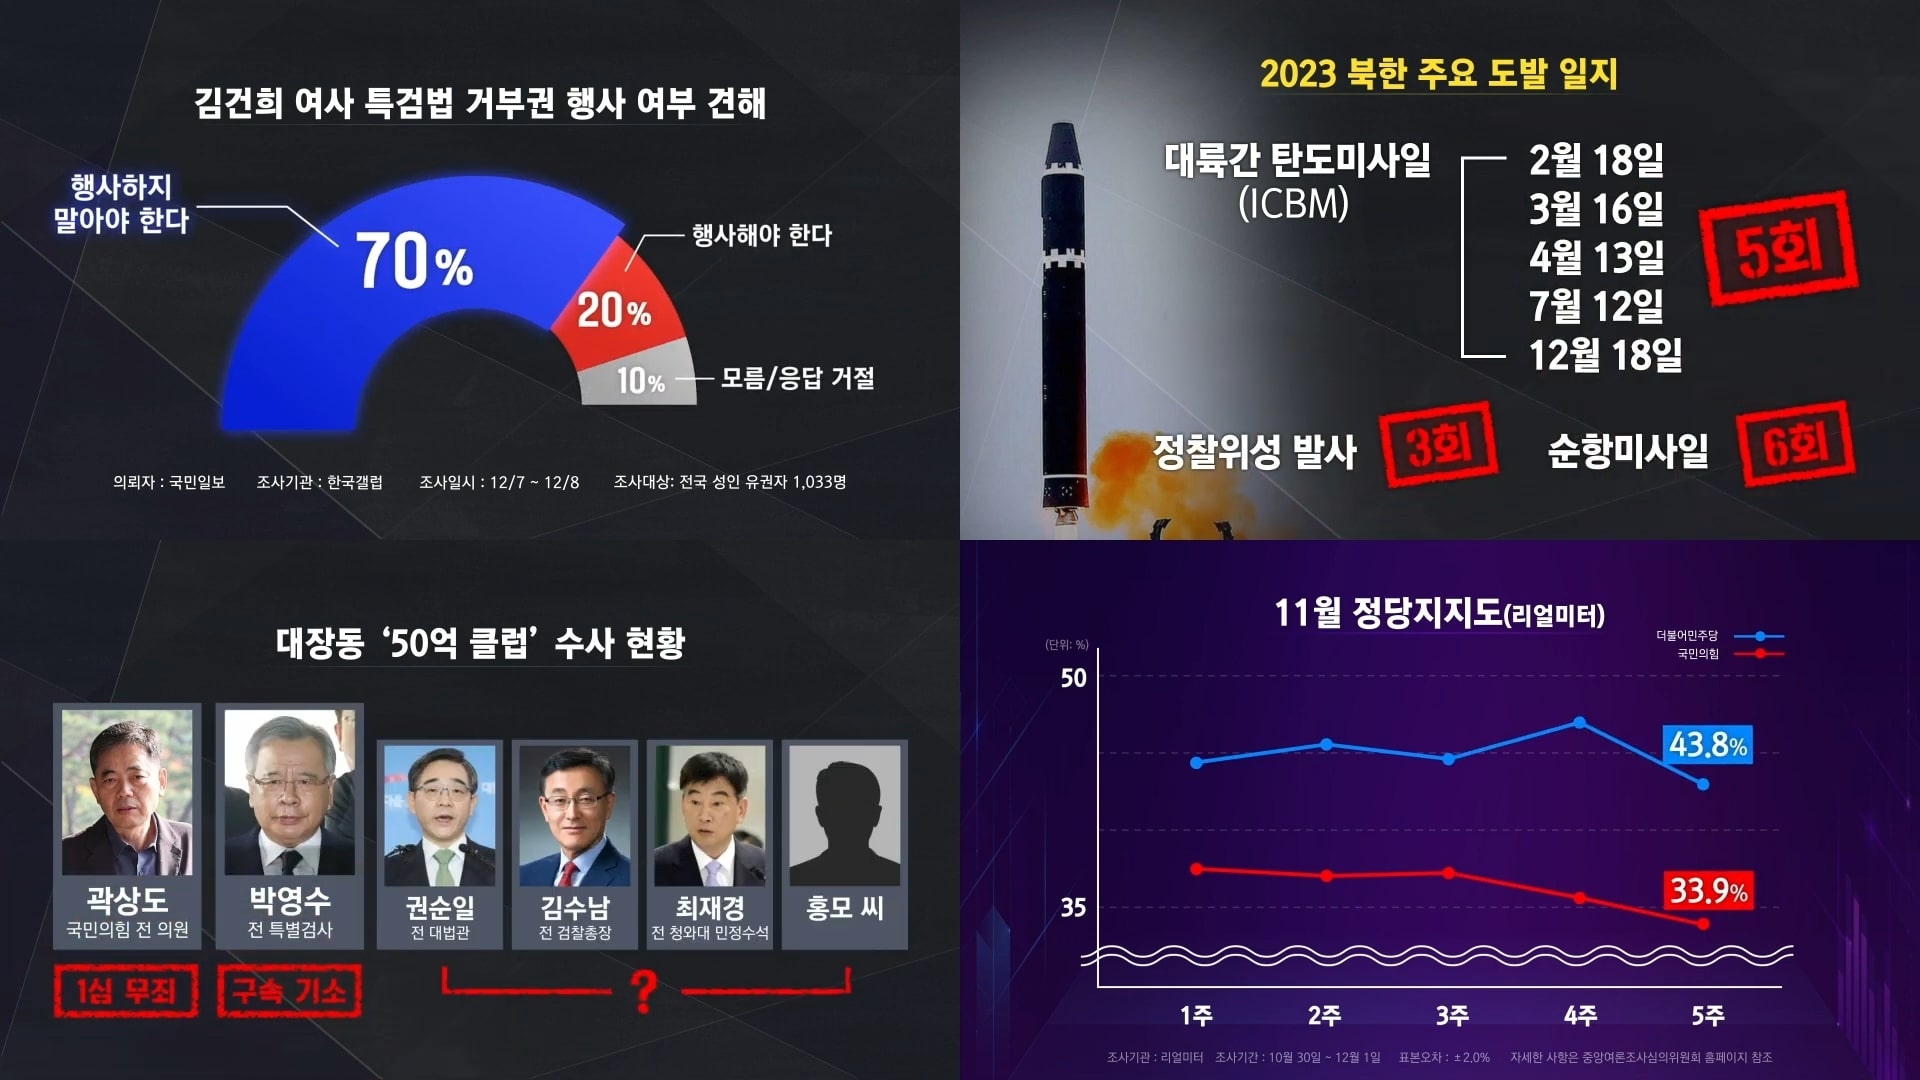 김건희 여사 특검법 거부권 행사 여부 견해
행사하지
말아야 한다
70%
행사해야 한다
20%
10%
모름/응답 거절
의뢰자 : 국민일보 조사기관 : 한국갤럽 조사일시 : 12/7 ~ 12/8 조사대상: 전국 성인 유권자 1,033명
2023 북한 주요 도발 일지
대륙간 탄도미사일
(ICBM)
2월 18일
3월 16일
4월 13일
7월 12일
12월 18일
5회
정찰위성 발사
3회
순항미사일
6회
대장동 ‘50억 클럽’ 수사 현황
곽상도
국민의힘 전 의원
1심 무죄
박영수
전 특별검사
구속 기소
권순일
전 대법관
김수남
전 검찰총장
최재경
전 청와대 민정수석
홍모 씨
?
11월 정당지지도(리얼미터)
(단위: %)
더불어민주당
국민의힘
50
35
43.8%
33.9%
1주
2주
3주
4주
5주
조사기관 : 리얼미터 조사기간 : 10월 30일 ~ 12월 1일 표본오차 : ±2.0% 자세한 사항은 중앙여론조사심의위원회 홈페이지 참조